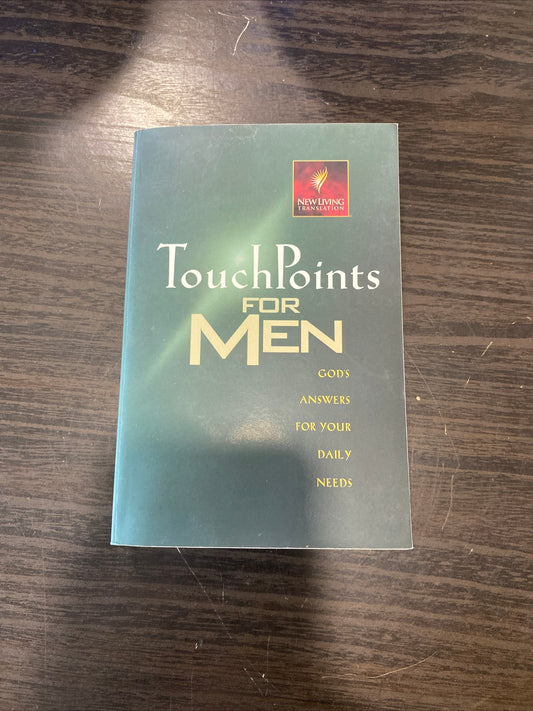 NEW LIVING
TRANSLATION
TouchPoints
FOR
MEN
GOD'S
ANSWERS
FOR YOUR
DAILY
NEEDS